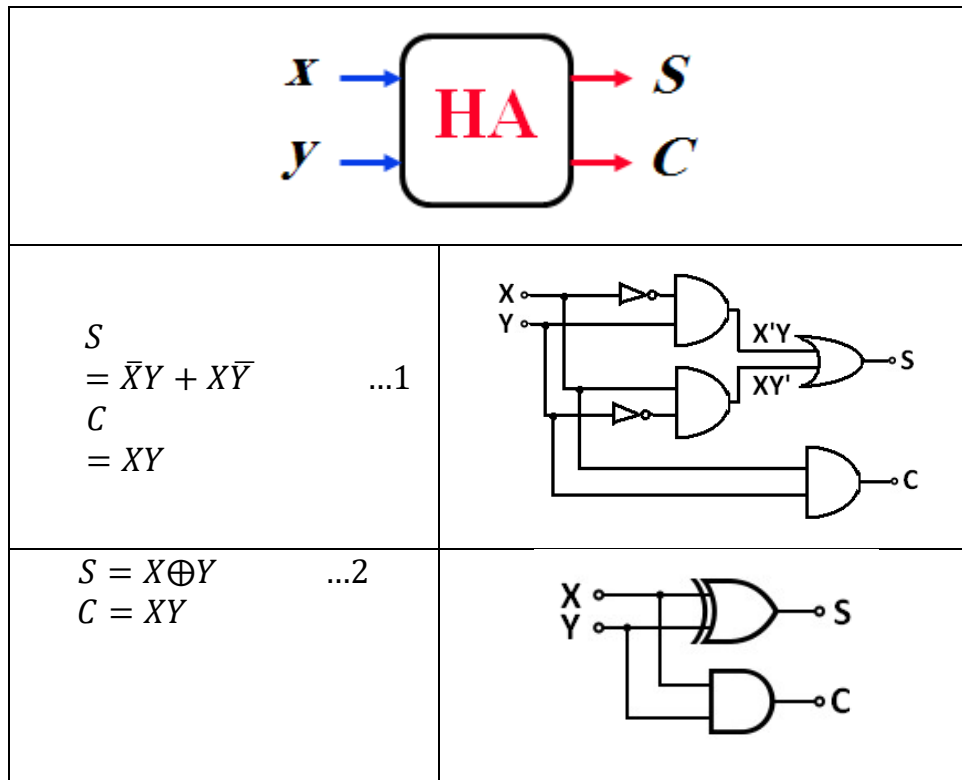 x S
HA
y C
S
= X̄Y + XȲ …1
C
= XY
X
Y
X'Y
S
XY'
C
S = X⊕Y …2
C = XY
X
S
Y
C